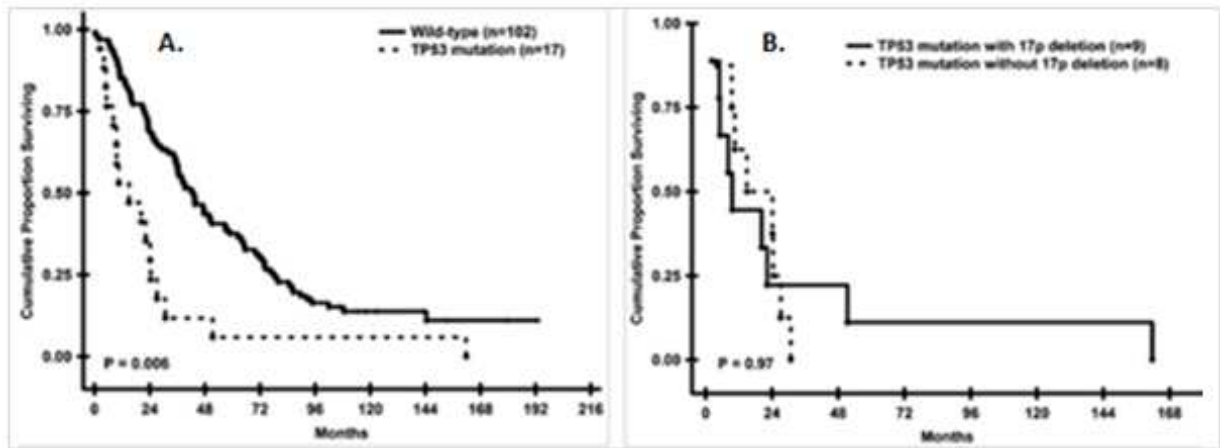 A.
Wild-type (n=102)
TP53 mutation (n=17)
Cumulative Proportion Surviving
1.00
0.75
0.50
0.25
0.00
P = 0.006
0 24 48 72 96 120 144 168 192 216
Months
B.
TP53 mutation with 17p deletion (n=9)
TP53 mutation without 17p deletion (n=8)
Cumulative Proportion Surviving
1.00
0.75
0.50
0.25
0.00
P = 0.97
0 24 48 72 96 120 144 168
Months